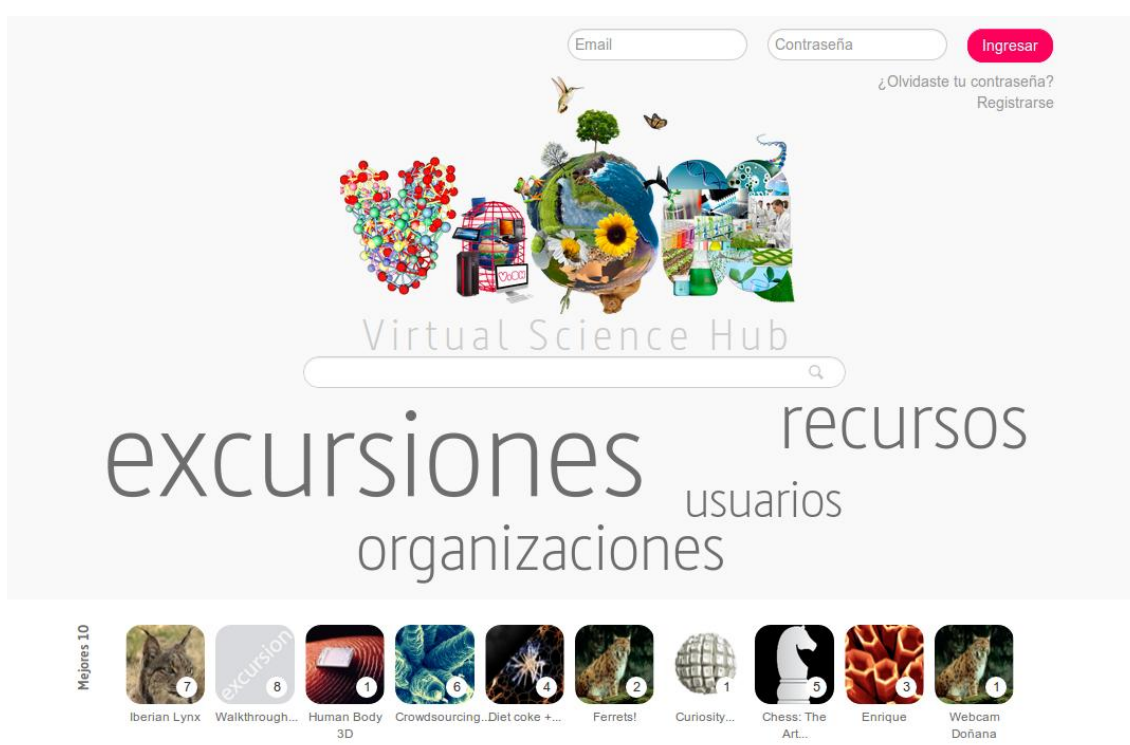 Email
Contraseña
Ingresar
¿Olvidaste tu contraseña?
Registrarse
VISH
Virtual Science Hub
excursiones
recursos
usuarios
organizaciones
Mejores 10
excursion
7
8
1
6
4
2
1
5
3
1
Iberian Lynx
Walkthrough...
Human Body
3D
Crowdsourcing...
Diet coke +...
Ferrets!
Curiosity...
Chess: The
Art...
Enrique
Webcam
Doñana